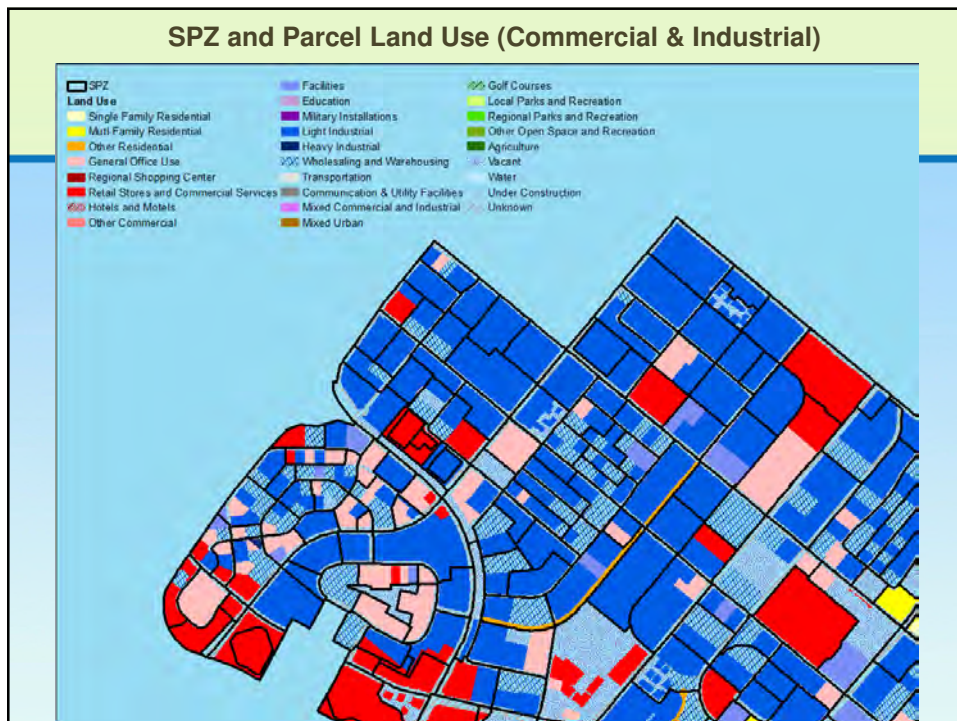 SPZ and Parcel Land Use (Commercial & Industrial)
SPZ
Land Use
Single Family Residential
Muti-Family Residential
Other Residential
General Office Use
Regional Shopping Center
Retail Stores and Commercial Services
Hotels and Motels
Other Commercial
Facilities
Education
Military Installations
Light Industrial
Heavy Industrial
Wholesaling and Warehousing
Transportation
Communication & Utility Facilities
Mixed Commercial and Industrial
Mixed Urban
Golf Courses
Local Parks and Recreation
Regional Parks and Recreation
Other Open Space and Recreation
Agriculture
Vacant
Water
Under Construction
Unknown